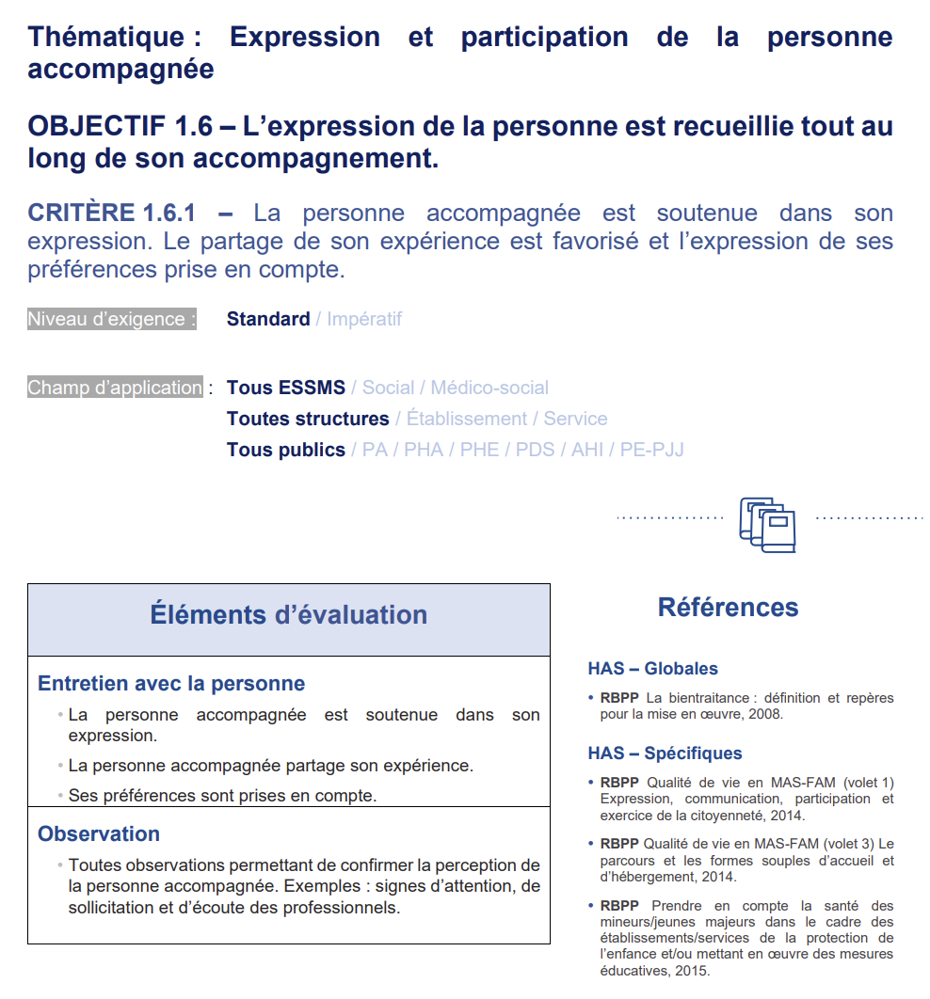 Thématique : Expression et participation de la personne
accompagnée
OBJECTIF 1.6 – L’expression de la personne est recueillie tout au
long de son accompagnement.
CRITÈRE 1.6.1 – La personne accompagnée est soutenue dans son
expression. Le partage de son expérience est favorisé et l’expression de ses
préférences prise en compte.
Niveau d’exigence : Standard / Impératif
Champ d’application : Tous ESSMS / Social / Médico-social
Toutes structures / Établissement / Service
Tous publics / PA / PHA / PHE / PDS / AHI / PE-PJJ
Éléments d’évaluation
Entretien avec la personne
• La personne accompagnée est soutenue dans son
expression.
• La personne accompagnée partage son expérience.
• Ses préférences sont prises en compte.
Observation
• Toutes observations permettant de confirmer la perception de
la personne accompagnée. Exemples : signes d’attention, de
sollicitation et d’écoute des professionnels.
Références
HAS – Globales
• RBPP La bientraitance : définition et repères
pour la mise en œuvre, 2008.
HAS – Spécifiques
• RBPP Qualité de vie en MAS-FAM (volet 1)
Expression, communication, participation et
exercice de la citoyenneté, 2014.
• RBPP Qualité de vie en MAS-FAM (volet 3) Le
parcours et les formes souples d’accueil et
d’hébergement, 2014.
• RBPP Prendre en compte la santé des
mineurs/jeunes majeurs dans le cadre des
établissements/services de la protection de
l’enfance et/ou mettant en œuvre des mesures
éducatives, 2015.